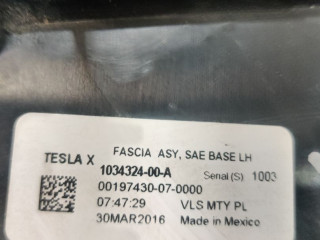 FASCIA ASY, SAE BASE LH
TESLA X 1034324-00-A Serial (S) 1003
00197430-07-0000
07:47:29 VLS MTY PL
30MAR2016 Made in Mexico